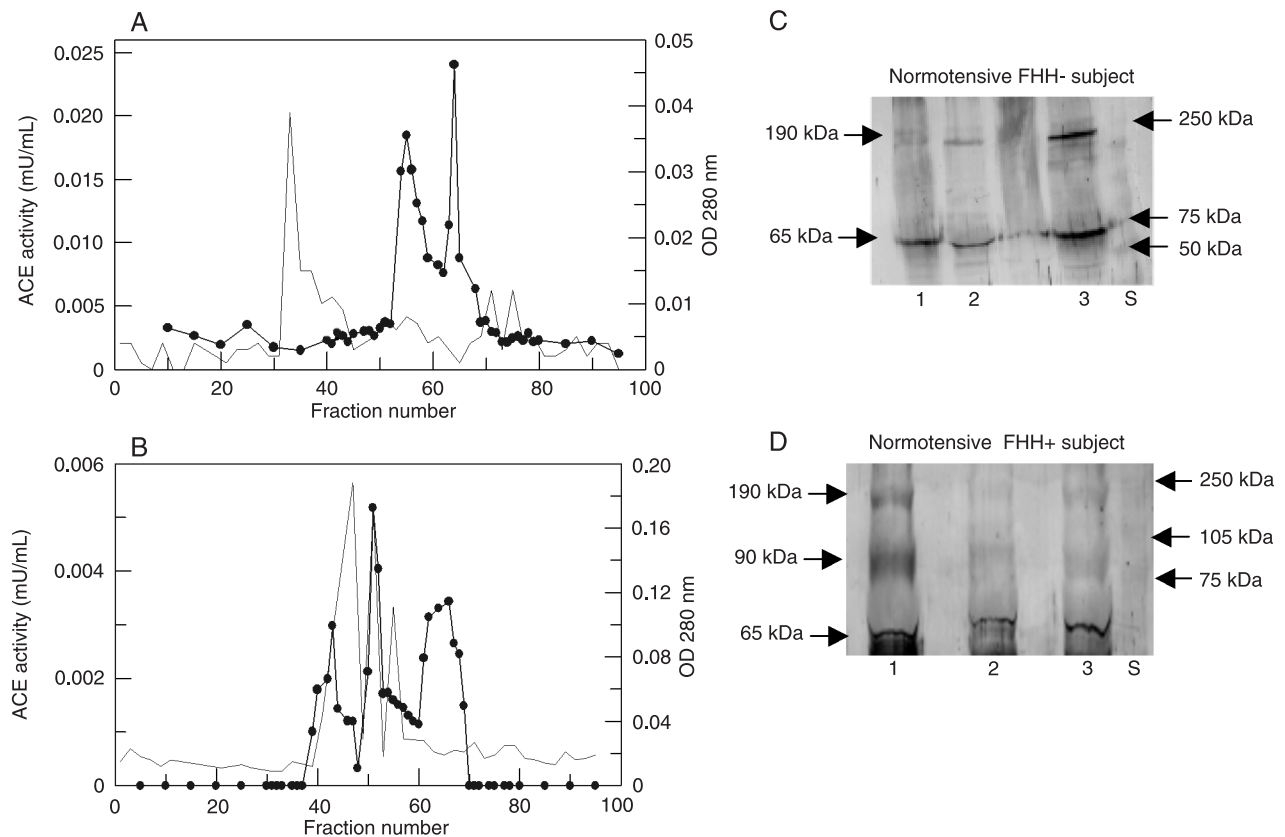 A
ACE activity (mU/mL)
0.025
0.020
0.015
0.010
0.005
0
0.05
0.04
0.03
0.02
0.01
0
OD 280 nm
0 20 40 60 80 100
Fraction number
B
ACE activity (mU/mL)
0.006
0.004
0.002
0
0.20
0.16
0.12
0.08
0.04
0
OD 280 nm
0 20 40 60 80 100
Fraction number
C
Normotensive FHH- subject
190 kDa
65 kDa
250 kDa
75 kDa
50 kDa
1 2 3 S
D
Normotensive FHH+ subject
190 kDa
90 kDa
65 kDa
250 kDa
105 kDa
75 kDa
1 2 3 S